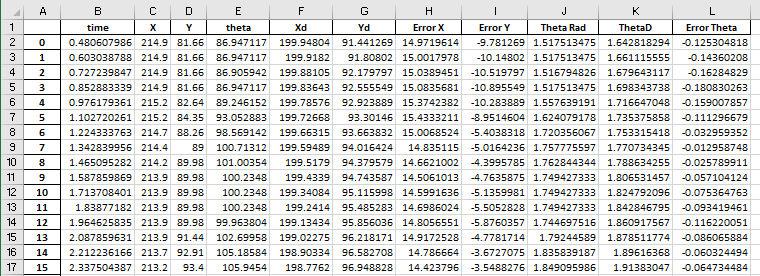 A B C D E F G H I J K L
1 time X Y theta Xd Yd Error X Error Y Theta Rad ThetaD Error Theta
2 0 0.480607986 214.9 81.66 86.947117 199.94804 91.441269 14.9719614 -9.781269 1.517513475 1.642818294 -0.125304818
3 1 0.603038788 214.9 81.66 86.947117 199.9182 91.80802 15.0017978 -10.14802 1.517513475 1.661115555 -0.14360208
4 2 0.727239847 214.9 81.66 86.905942 199.88105 92.179797 15.0389451 -10.519797 1.516794826 1.679643117 -0.16284829
5 3 0.852883339 214.9 81.66 86.947117 199.83643 92.555549 15.0835681 -10.895549 1.517513475 1.698343738 -0.180830263
6 4 0.976179361 215.2 82.64 89.246152 199.78576 92.923889 15.3742382 -10.283889 1.557639191 1.716647048 -0.159007857
7 5 1.102720261 215.2 84.35 93.052883 199.72668 93.30146 15.4333211 -8.9514604 1.624079178 1.735375858 -0.111296679
8 6 1.224333763 214.7 88.26 98.569142 199.66315 93.663832 15.0068524 -5.4038318 1.720356067 1.753315418 -0.032959352
9 7 1.342839956 214.4 89 100.71312 199.59489 94.016424 14.835115 -5.0164236 1.757775597 1.770734345 -0.012958748
10 8 1.465095282 214.2 89.98 101.00354 199.5179 94.379579 14.6621002 -4.3995785 1.762844344 1.788634255 -0.025789911
11 9 1.587859869 213.9 89.98 100.2348 199.4339 94.743587 14.5061013 -4.7635875 1.749427333 1.806531457 -0.057104124
12 10 1.713708401 213.9 89.98 100.2348 199.34084 95.115998 14.5991636 -5.1359981 1.749427333 1.824792096 -0.075364763
13 11 1.83877182 213.9 89.98 100.2348 199.2414 95.485283 14.6986024 -5.5052828 1.749427333 1.842846795 -0.093419461
14 12 1.964625835 213.9 89.98 99.963804 199.13434 95.856036 14.8056551 -5.8760357 1.744697516 1.860917567 -0.116220051
15 13 2.087859631 213.9 91.44 102.69958 199.02275 96.218171 14.9172528 -4.7781714 1.79244589 1.878511774 -0.086065884
16 14 2.212236166 213.7 92.91 105.18584 198.90334 96.582708 14.786664 -3.6727075 1.835839187 1.89616368 -0.060324494
17 15 2.337504387 213.2 93.4 105.9454 198.7762 96.948828 14.423796 -3.5488276 1.849095986 1.91383047 -0.064734484